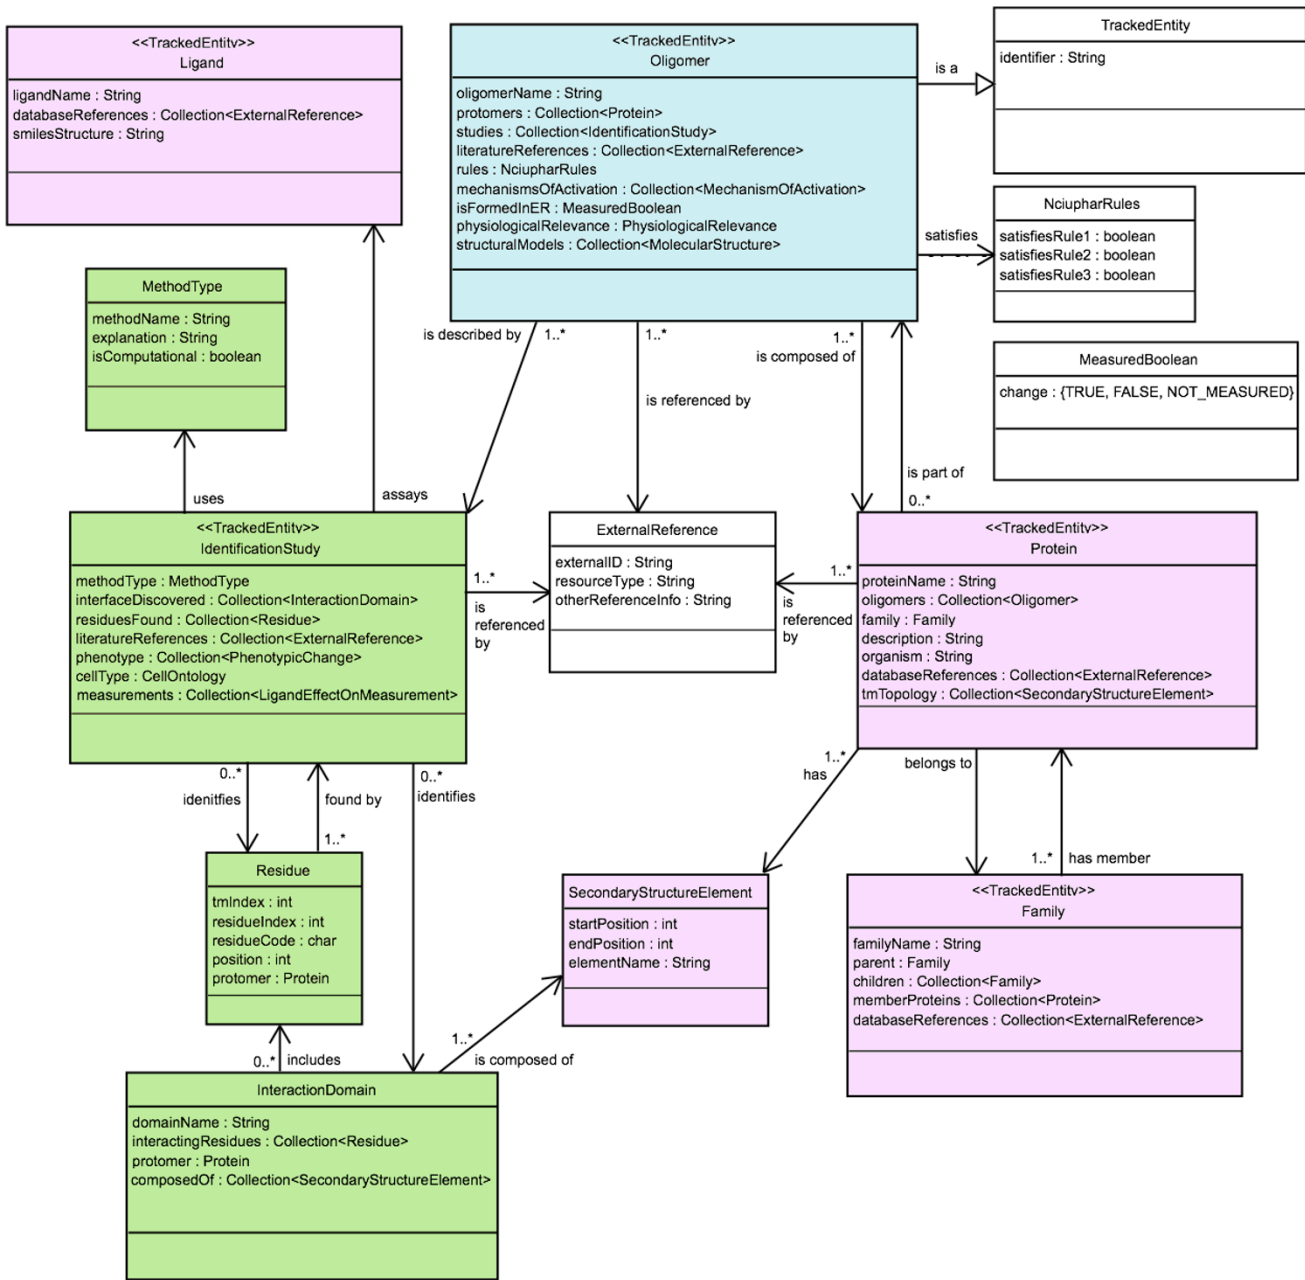 <<TrackedEntity>>
Ligand
ligandName : String
databaseReferences : Collection<ExternalReference>
smilesStructure : String
<<TrackedEntity>>
Oligomer
oligomerName : String
protomers : Collection<Protein>
studies : Collection<IdentificationStudy>
literatureReferences : Collection<ExternalReference>
rules : NciupharRules
mechanismsOfActivation : Collection<MechanismOfActivation>
isFormedInER : MeasuredBoolean
physiologicalRelevance : PhysiologicalRelevance
structuralModels : Collection<MolecularStructure>
is a
TrackedEntity
identifier : String
satisfies
NciupharRules
satisfiesRule1 : boolean
satisfiesRule2 : boolean
satisfiesRule3 : boolean
MethodType
methodName : String
explanation : String
isComputational : boolean
is described by
1..*
1..*
is referenced by
1..*
is composed of
is part of
0..*
MeasuredBoolean
change : {TRUE, FALSE, NOT_MEASURED}
uses
assays
<<TrackedEntity>>
IdentificationStudy
methodType : MethodType
interfaceDiscovered : Collection<InteractionDomain>
residuesFound : Collection<Residue>
literatureReferences : Collection<ExternalReference>
phenotype : Collection<PhenotypicChange>
cellType : CellOntology
measurements : Collection<LigandEffectOnMeasurement>
1..*
is
referenced
by
ExternalReference
externalID : String
resourceType : String
otherReferenceInfo : String
1..*
is
referenced
by
<<TrackedEntity>>
Protein
proteinName : String
oligomers : Collection<Oligomer>
family : Family
description : String
organism : String
databaseReferences : Collection<ExternalReference>
tmTopology : Collection<SecondaryStructureElement>
0..*
idenitfies
found by
1..*
0..*
identifies
1..*
has
belongs to
1..*
has member
Residue
tmIndex : int
residueIndex : int
residueCode : char
position : int
protomer : Protein
SecondaryStructureElement
startPosition : int
endPosition : int
elementName : String
<<TrackedEntity>>
Family
familyName : String
parent : Family
children : Collection<Family>
memberProteins : Collection<Protein>
databaseReferences : Collection<ExternalReference>
0..*
includes
1..*
is composed of
InteractionDomain
domainName : String
interactingResidues : Collection<Residue>
protomer : Protein
composedOf : Collection<SecondaryStructureElement>